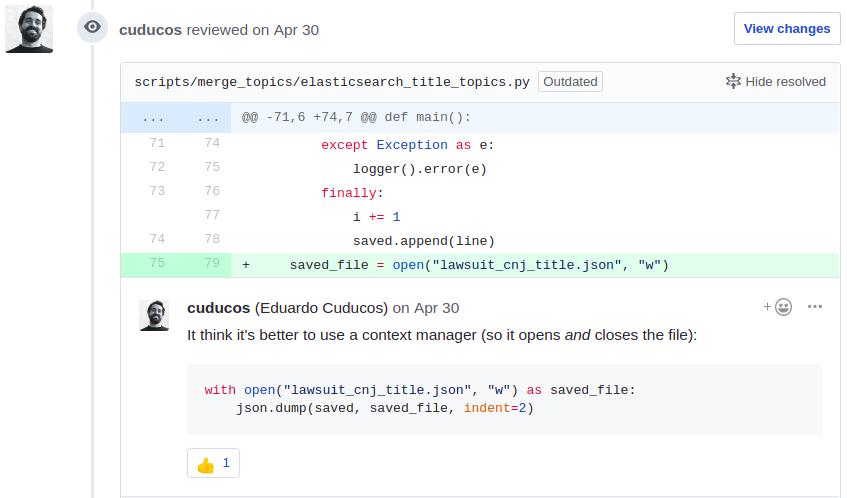 cuducos reviewed on Apr 30
View changes
scripts/merge_topics/elasticsearch_title_topics.py Outdated
Hide resolved
... ... @@ -71,6 +74,7 @@ def main():
71 74 except Exception as e:
72 75 logger().error(e)
73 76 finally:
77 i += 1
74 78 saved.append(line)
75 79 + saved_file = open("lawsuit_cnj_title.json", "w")
cuducos (Eduardo Cuducos) on Apr 30
+
...
It think it's better to use a context manager (so it opens and closes the file):
with open("lawsuit_cnj_title.json", "w") as saved_file:
json.dump(saved, saved_file, indent=2)
👍 1